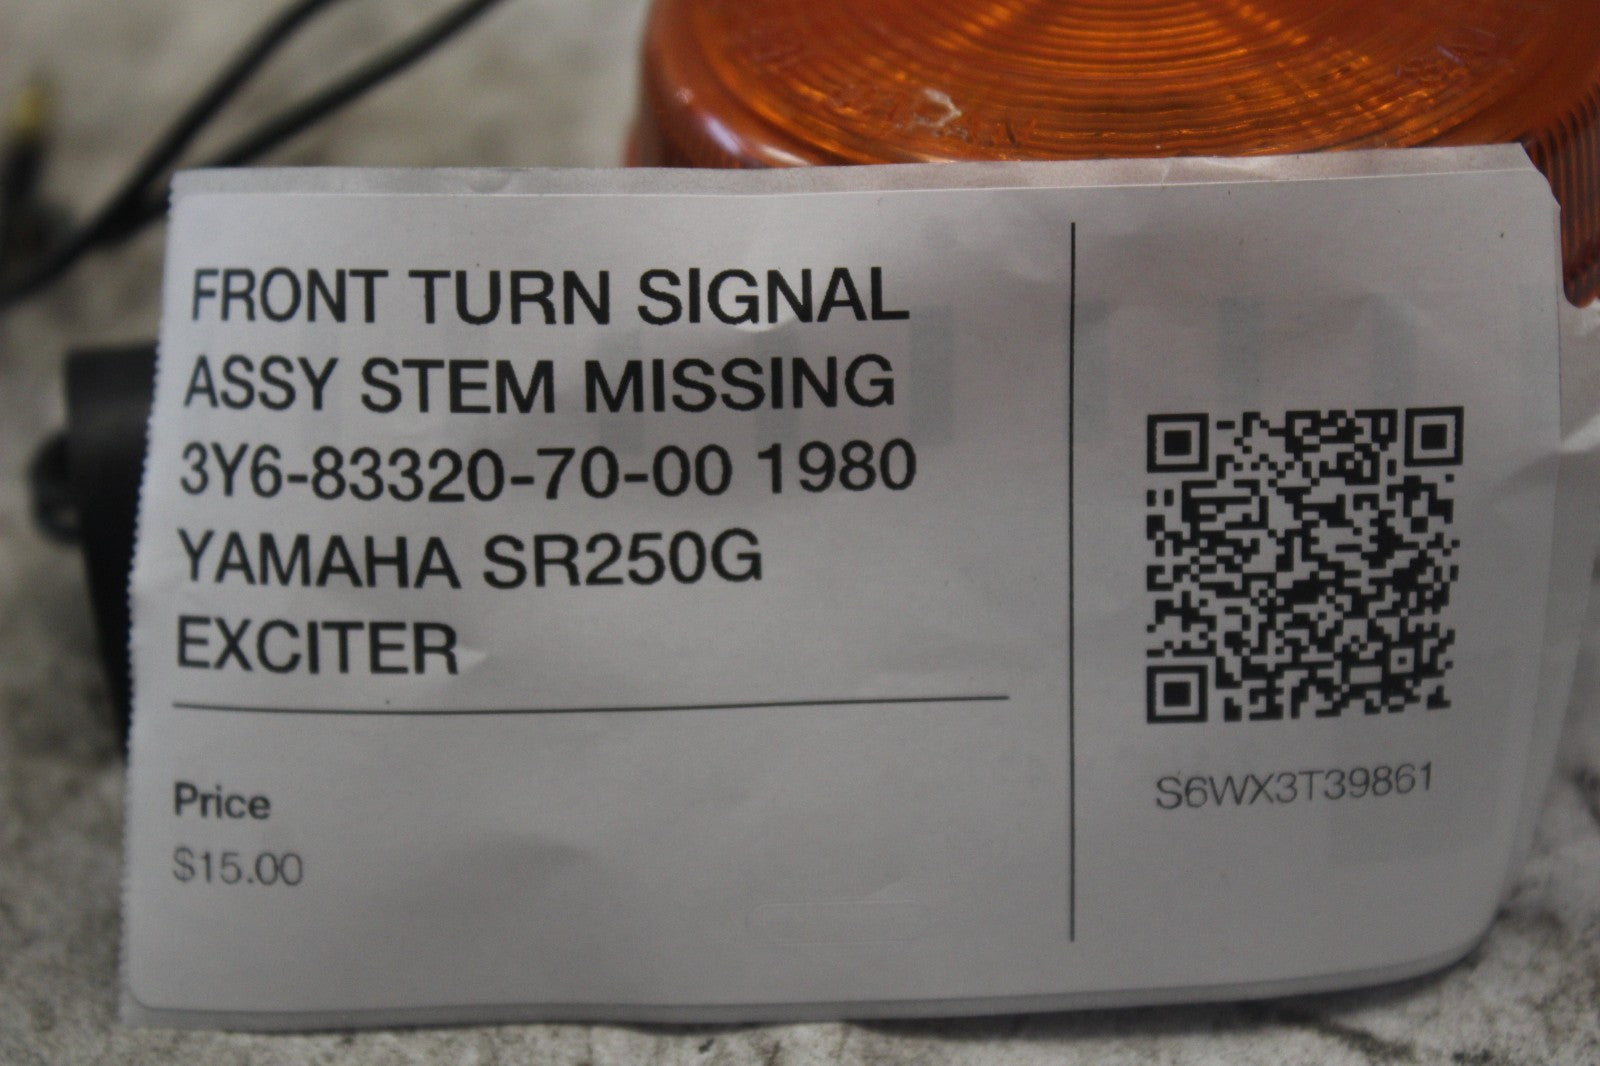 FRONT TURN SIGNAL
ASSY STEM MISSING
3Y6-83320-70-00 1980
YAMAHA SR250G
EXCITER
Price
$15.00
S6WX3T39861